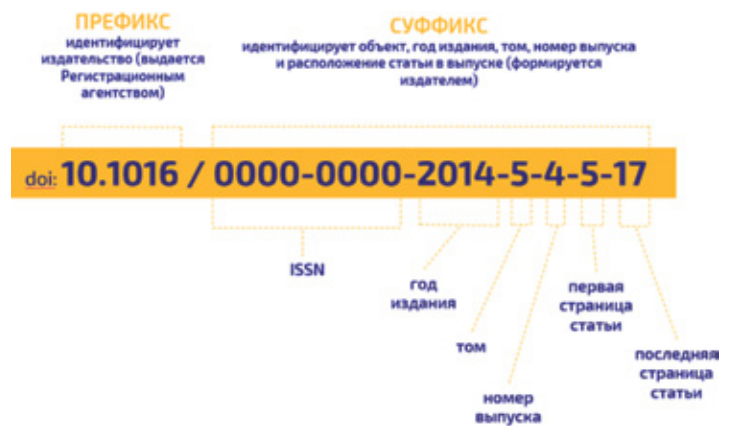 ПРЕФИКС
идентифицирует
издательство (выдается
Регистрационным
агентством)
СУФФИКС
идентифицирует объект, год издания, том, номер выпуска
и расположение статьи в выпуске (формируется
издателем)
doi: 10.1016 / 0000-0000-2014-5-4-5-17
ISSN
год
издания
том
номер
выпуска
первая
страница
статьи
последняя
страница
статьи